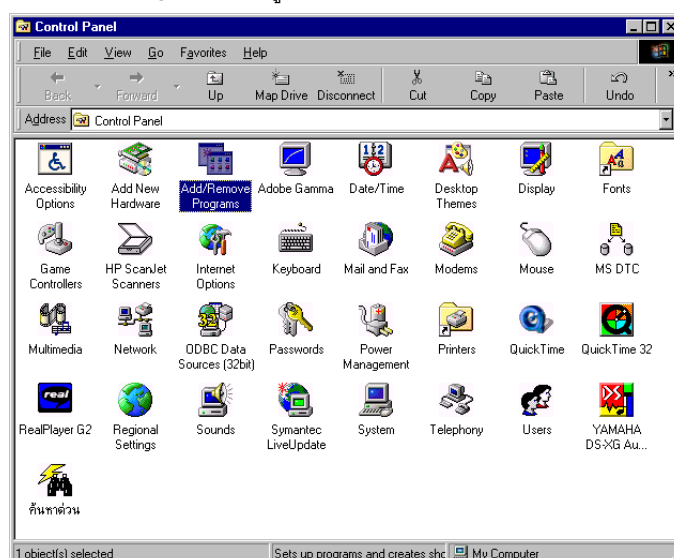 Control Panel
File Edit View Go Favorites Help
Back Forward Up Map Drive Disconnect Cut Copy Paste Undo »
Address Control Panel
Accessibility Options Add New Hardware Add/Remove Programs Adobe Gamma Date/Time Desktop Themes Display Fonts
Game Controllers HP ScanJet Scanners Internet Options Keyboard Mail and Fax Modems Mouse MS DTC
Multimedia Network ODBC Data Sources (32bit) Passwords Power Management Printers QuickTime QuickTime 32
RealPlayer G2 Regional Settings Sounds Symantec LiveUpdate System Telephony Users YAMAHA DS-XG Au...
ค้นหาด่วน
1 object(s) selected Sets up programs and creates sho My Computer